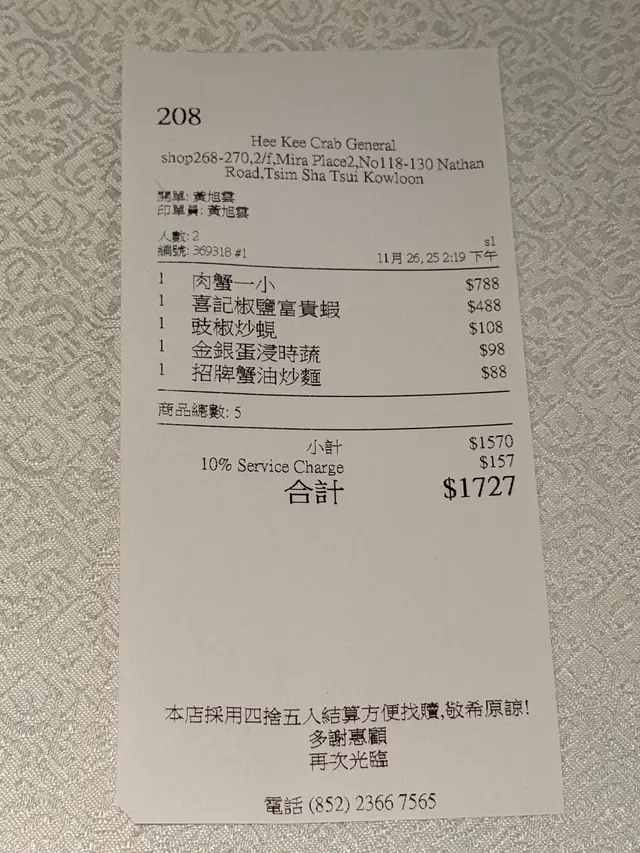 208
Hee Kee Crab General
shop268-270,2/f,Mira Place2,No118-130 Nathan
Road,Tsim Sha Tsui Kowloon
開單: 黃旭雲
印單員: 黃旭雲
人數: 2
s1
編號: 369318 #1 11月 26, 25 2:19 下午
1 肉蟹一小 $788
1 喜記椒鹽富貴蝦 $488
1 豉椒炒蜆 $108
1 金銀蛋浸時蔬 $98
1 招牌蟹油炒麵 $88
商品總數: 5
小計 $1570
10% Service Charge $157
合計 $1727
本店採用四捨五入結算方便找贖,敬希原諒!
多謝惠顧
再次光臨
電話 (852) 2366 7565